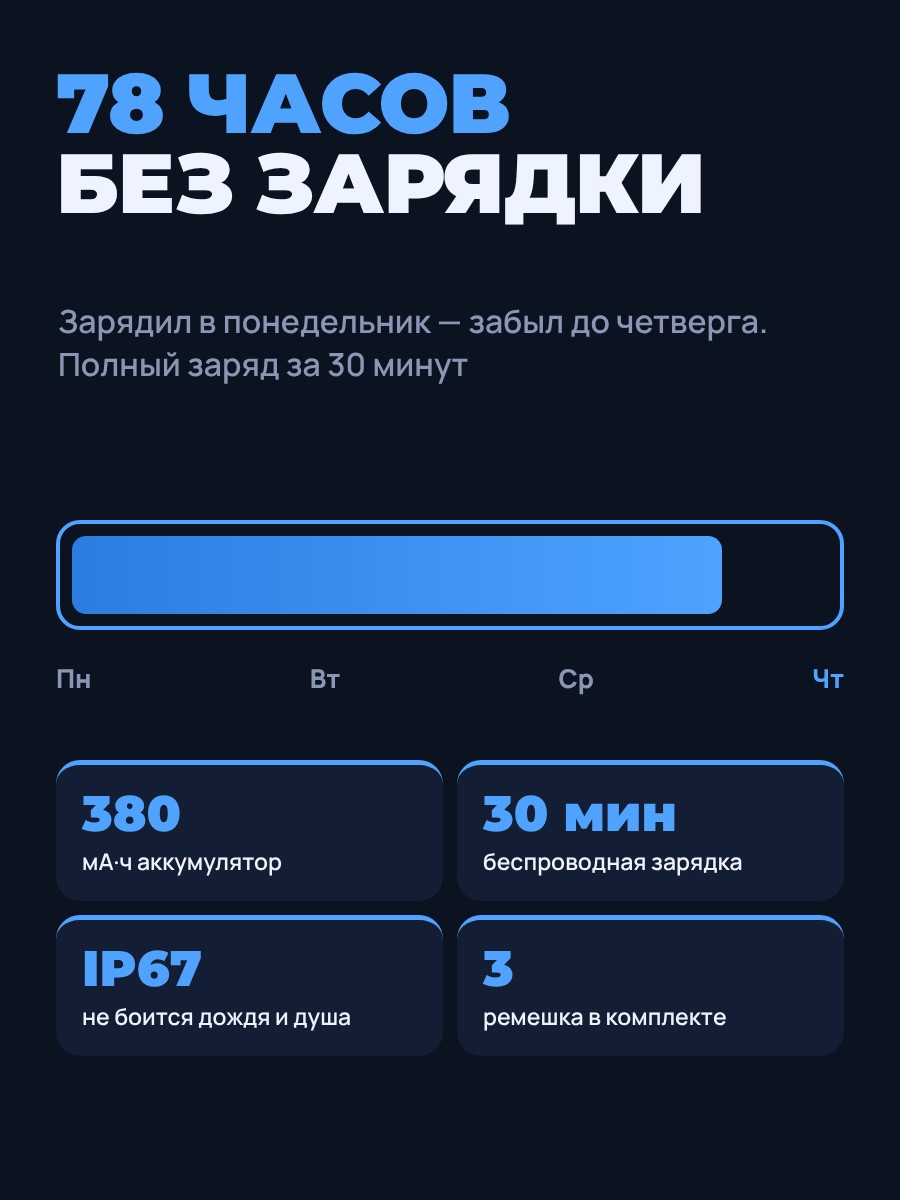 78 ЧАСОВ
БЕЗ ЗАРЯДКИ
Зарядил в понедельник — забыл до четверга.
Полный заряд за 30 минут
Пн Вт Ср Чт
380
мА·ч аккумулятор
30 мин
беспроводная зарядка
IP67
не боится дождя и душа
3
ремешка в комплекте